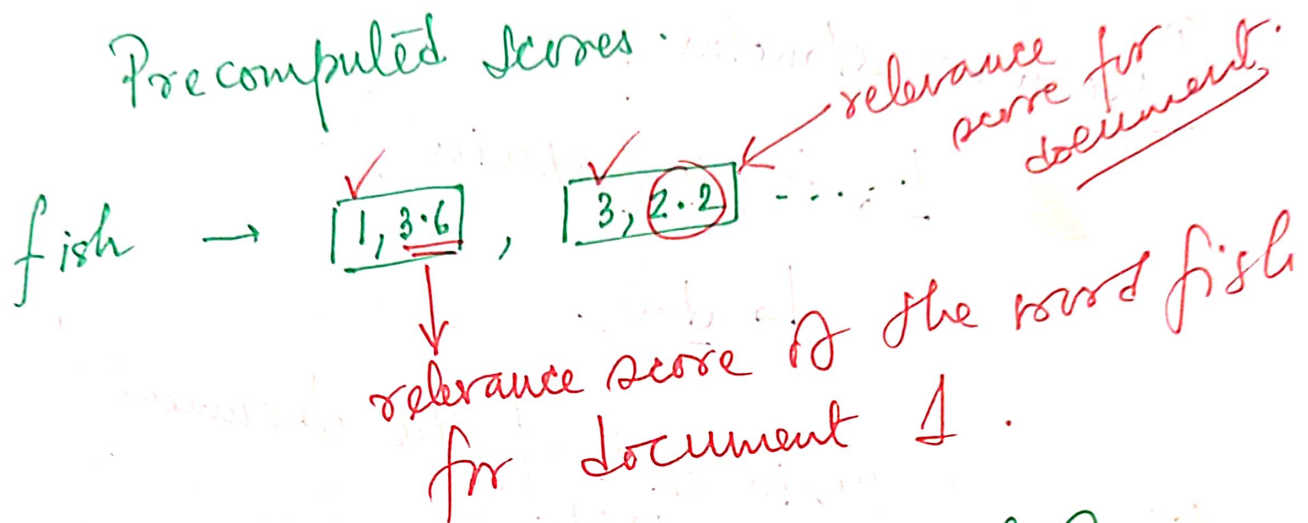 Precomputed scores.
relevance
score for
document.
fish → 1, 3.6 , 3, 2.2 .....
relevance score of the word fish
for document 1.